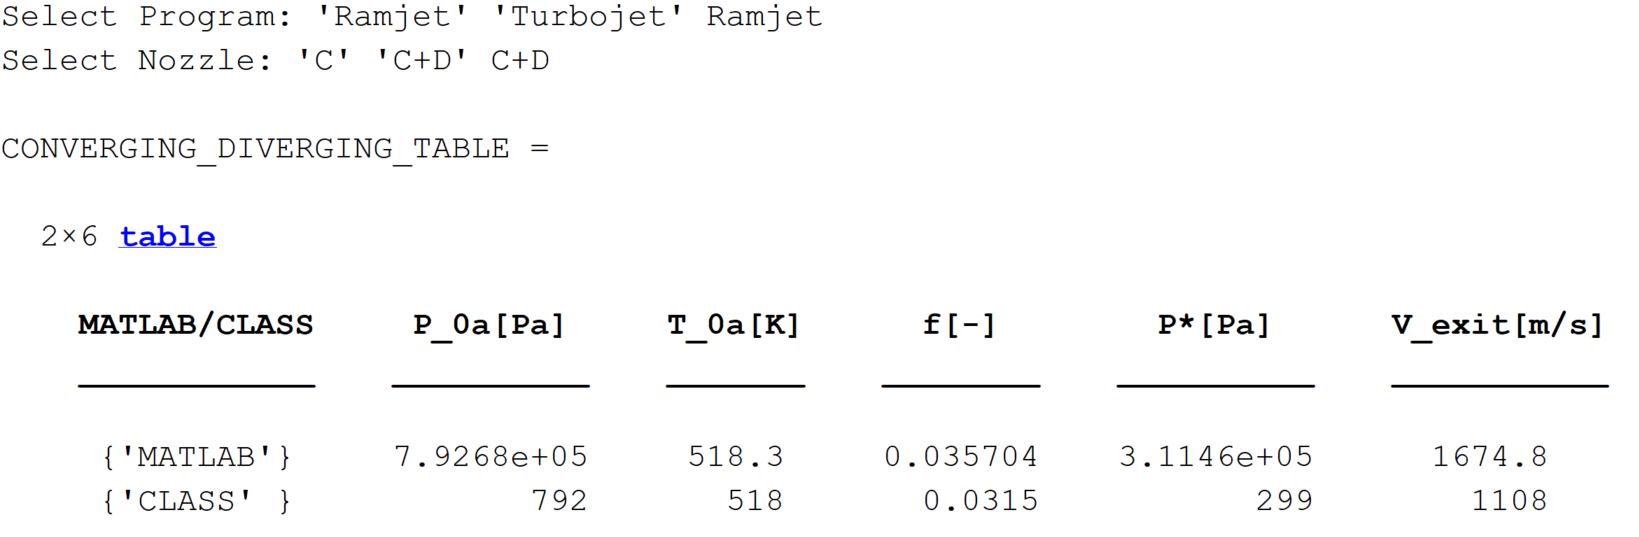 Select Program: 'Ramjet' 'Turbojet' Ramjet
Select Nozzle: 'C' 'C+D' C+D
CONVERGING_DIVERGING_TABLE =
2×6 table
MATLAB/CLASS P_0a[Pa] T_0a[K] f[-] P*[Pa] V_exit[m/s]
{'MATLAB'} 7.9268e+05 518.3 0.035704 3.1146e+05 1674.8
{'CLASS' } 792 518 0.0315 299 1108